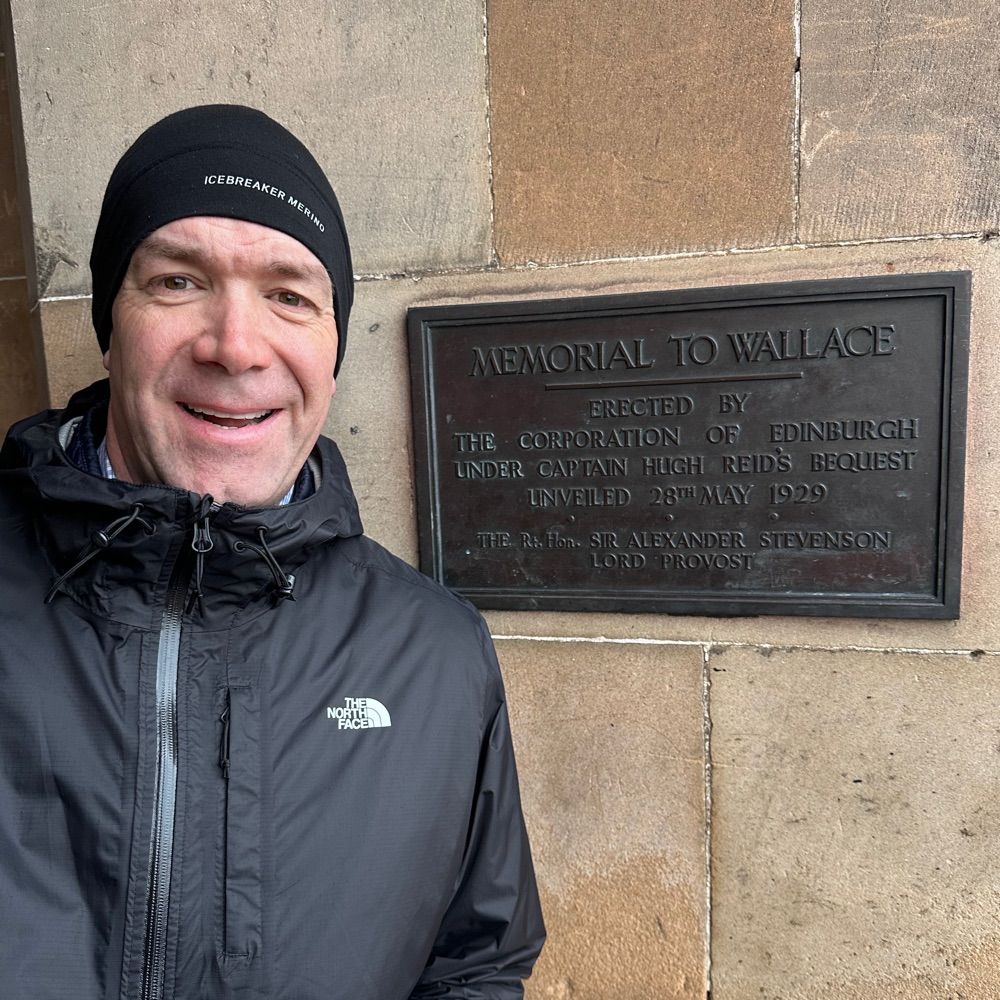 ICEBREAKER MERINO
MEMORIAL TO WALLACE
ERECTED BY
THE CORPORATION OF EDINBURGH
UNDER CAPTAIN HUGH REID'S BEQUEST
UNVEILED 28TH MAY 1929
THE Rt. Hon. SIR ALEXANDER STEVENSON
LORD PROVOST
THE
NORTH
FACE